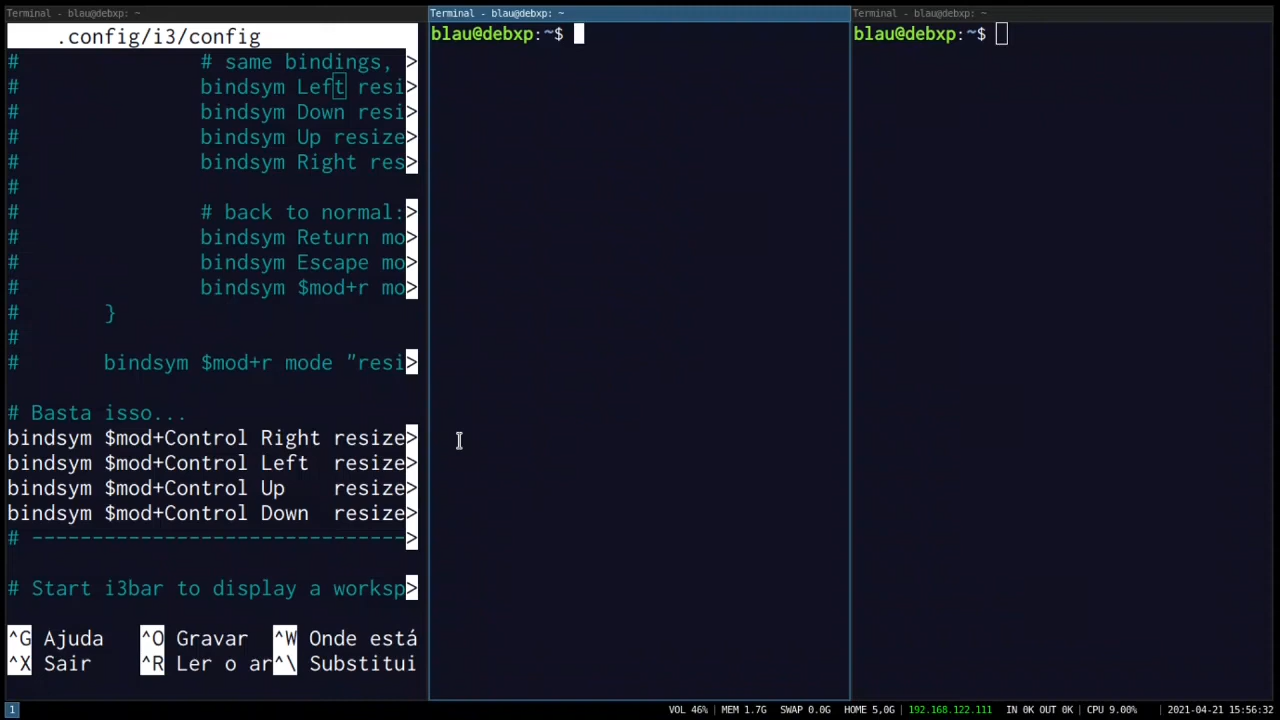 Terminal - blau@debxp: ~
.config/i3/config
#               # same bindings, >
#               bindsym Left resi>
#               bindsym Down resi>
#               bindsym Up resize>
#               bindsym Right res>
#
#               # back to normal:>
#               bindsym Return mo>
#               bindsym Escape mo>
#               bindsym $mod+r mo>
#       }
#
#       bindsym $mod+r mode "resi>
# Basta isso...
bindsym $mod+Control Right resize>
bindsym $mod+Control Left  resize>
bindsym $mod+Control Up    resize>
bindsym $mod+Control Down  resize>
# -------------------------------->
# Start i3bar to display a worksp>
^G Ajuda   ^O Gravar  ^W Onde está
^X Sair    ^R Ler o ar^\ Substitui
Terminal - blau@debxp: ~
blau@debxp:~$
Terminal - blau@debxp: ~
blau@debxp:~$
1
VOL 46% | MEM 1.7G  SWAP 0.0G  HOME 5,0G | 192.168.122.111  IN 0K OUT 0K | CPU 9.00%  | 2021-04-21 15:56:32